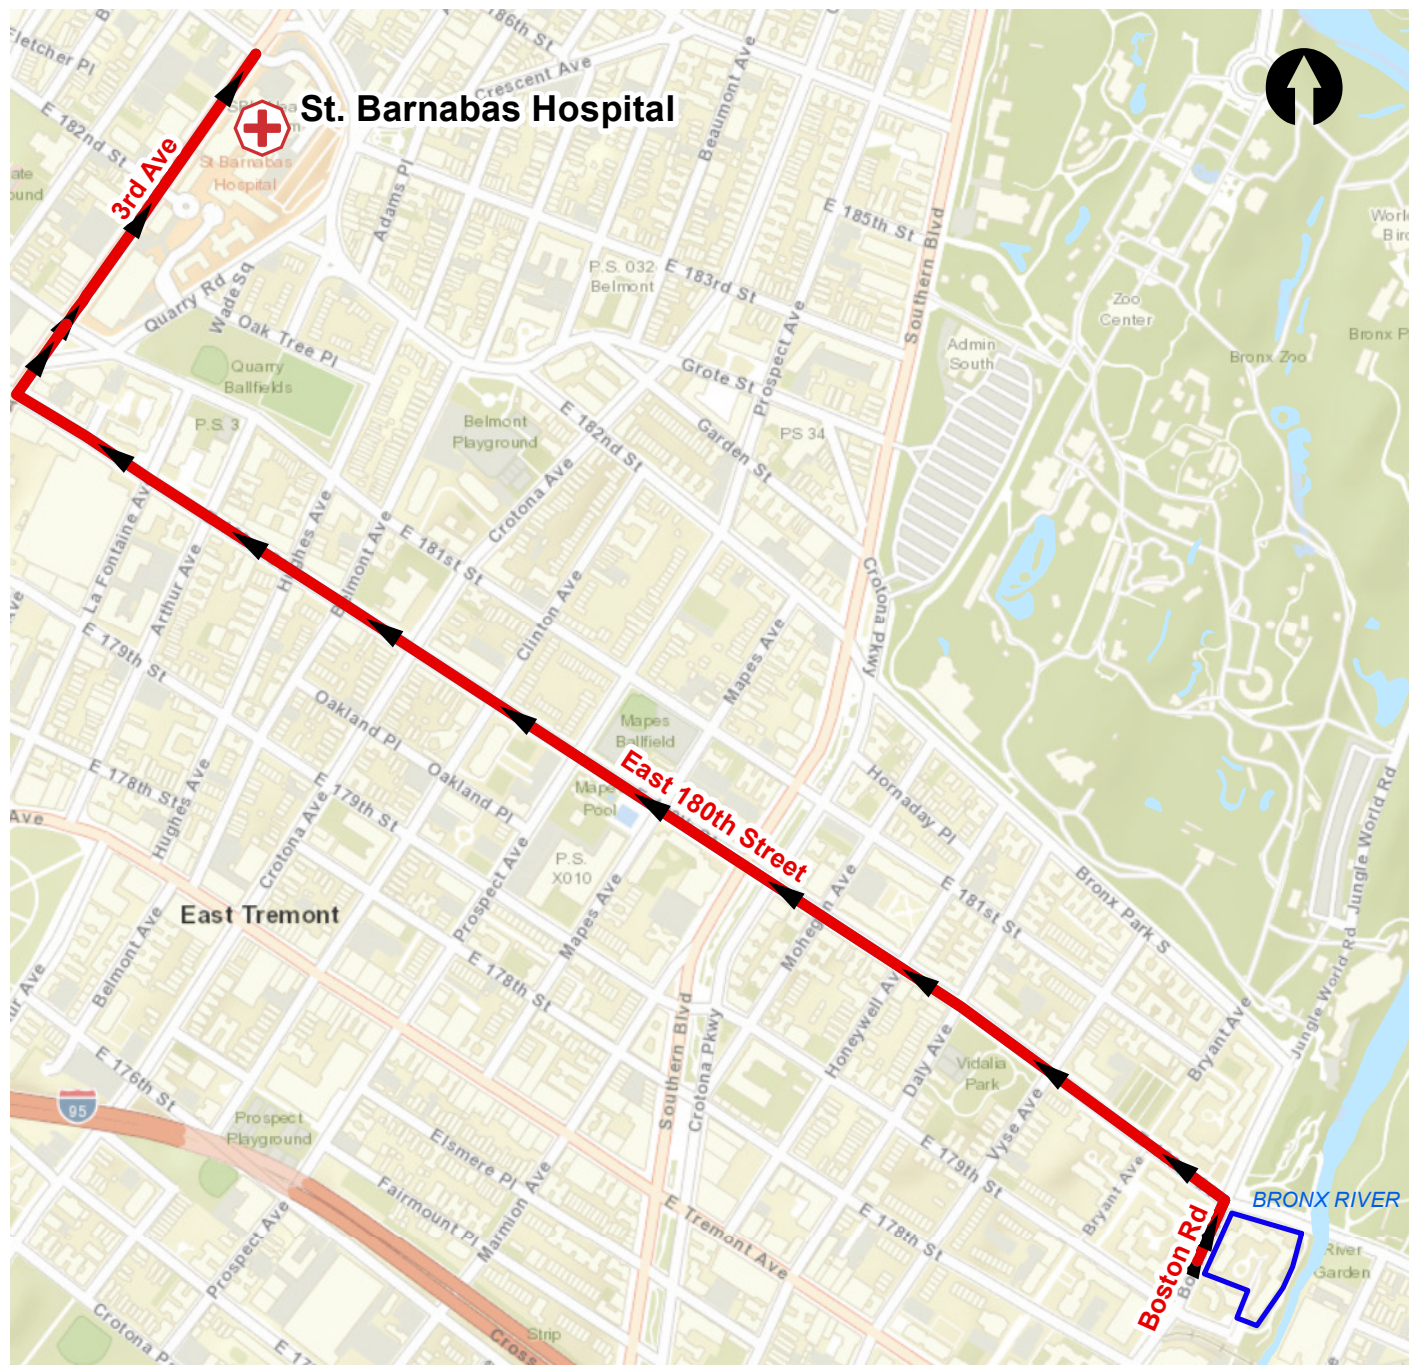 Fletcher Pl
E 186th St
Crescent Ave
Beaumont Ave
E 182nd St
St. Barnabas Hospital
St Barnabas
Hospital
3rd Ave
Adams Pl
E 185th St
Southern Blvd
P.S. 032
Belmont
E 183rd St
Quarry Rd
Wade Sq
Oak Tree Pl
Zoo
Center
Admin
South
Bronx Zoo
Quarry
Ballfields
Grote St
Prospect Ave
P.S. 3
Belmont
Playground
E 182nd St
Garden St
PS 34
Crotona Ave
La Fontaine Av
Arthur Ave
Hughes Ave
Belmont Ave
E 181st St
Clinton Ave
Crotona Pkwy
E 179th St
Mapes Ave
Oakland Pl
Mapes
Ballfield
East 180th Street
Pool
E 178th St
Hughes Ave
E 179th St
Oakland Pl
Hornaday Pl
Jungle World Rd
Ave
Crotona Ave
Prospect Ave
P.S.
X010
Mapes Ave
Mohegan Ave
E 181st St
Bronx Park S
East Tremont
Belmont Ave
E 178th St
Honeywell Av
Daly Ave
Vidalia
Park
Bryant Ave
Jungle World Rd
Southern Blvd
Crotona Pkwy
E 176th St
95
Prospect
Playground
Elsmere Pl
Vyse Ave
E 179th St
Bryant Ave
Fairmount Pl
Marmion Ave
E Tremont Ave
E 178th St
BRONX RIVER
Boston Rd
River
Garden
Prospect Ave
Crotona
Strip
Cross